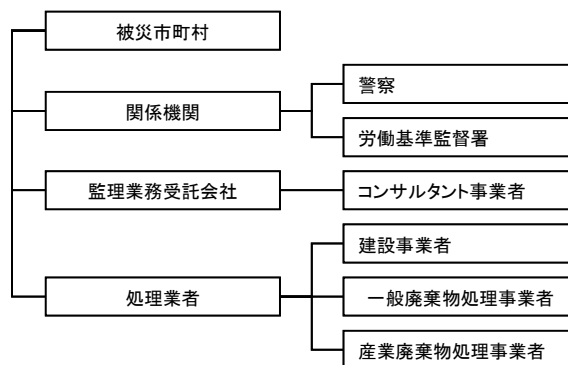 被災市町村
関係機関
警察
労働基準監督署
監理業務受託会社
コンサルタント事業者
処理業者
建設事業者
一般廃棄物処理事業者
産業廃棄物処理事業者